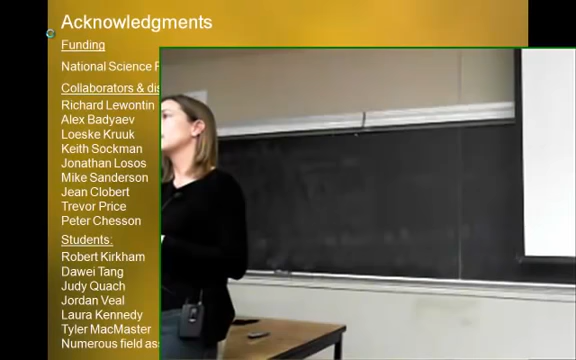 Acknowledgments
Funding
National Science
Collaborators &
Richard Lewontin
Alex Badyaev
Loeske Kruuk
Keith Sockman
Jonathan Losos
Mike Sanderson
Jean Clobert
Trevor Price
Peter Chesson
Students:
Robert Kirkham
Dawei Tang
Judy Quach
Jordan Veal
Laura Kennedy
Tyler MacMaster
Numerous field